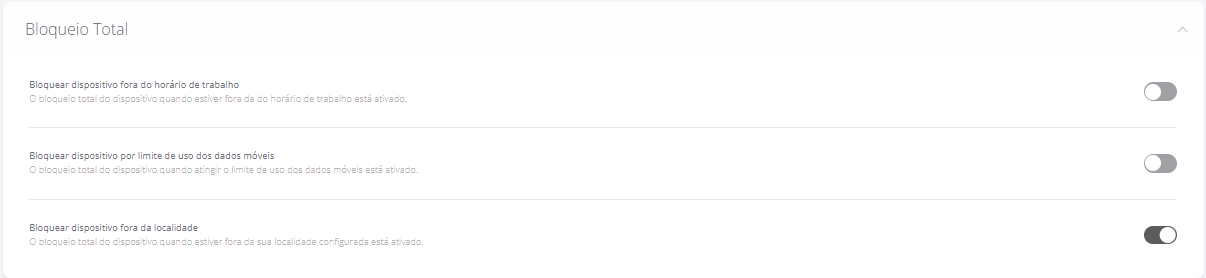 Bloqueio Total
Bloquear dispositivo fora do horário de trabalho
O bloqueio total do dispositivo quando estiver fora da do horário de trabalho está ativado.
Bloquear dispositivo por limite de uso dos dados móveis
O bloqueio total do dispositivo quando atingir o limite de uso dos dados móveis está ativado.
Bloquear dispositivo fora da localidade
O bloqueio total do dispositivo quando estiver fora da sua localidade configurada está ativado.